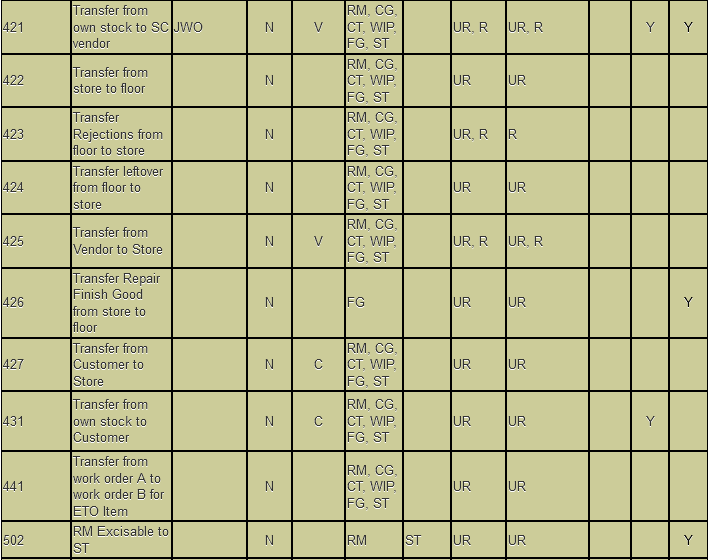 421 Transfer from own stock to SC vendor JWO N V RM, CG, CT, WIP, FG, ST UR, R UR, R Y Y
422 Transfer from store to floor N RM, CG, CT, WIP, FG, ST UR UR
423 Transfer Rejections from floor to store N RM, CG, CT, WIP, FG, ST UR, R R
424 Transfer leftover from floor to store N RM, CG, CT, WIP, FG, ST UR UR
425 Transfer from Vendor to Store N V RM, CG, CT, WIP, FG, ST UR, R UR, R
426 Transfer Repair Finish Good from store to floor N FG UR UR Y
427 Transfer from Customer to Store N C RM, CG, CT, WIP, FG, ST UR UR
431 Transfer from own stock to Customer N C RM, CG, CT, WIP, FG, ST UR UR Y
441 Transfer from work order A to work order B for ETO Item N RM, CG, CT, WIP, FG, ST UR UR
502 RM Excisable to ST N RM ST UR UR Y